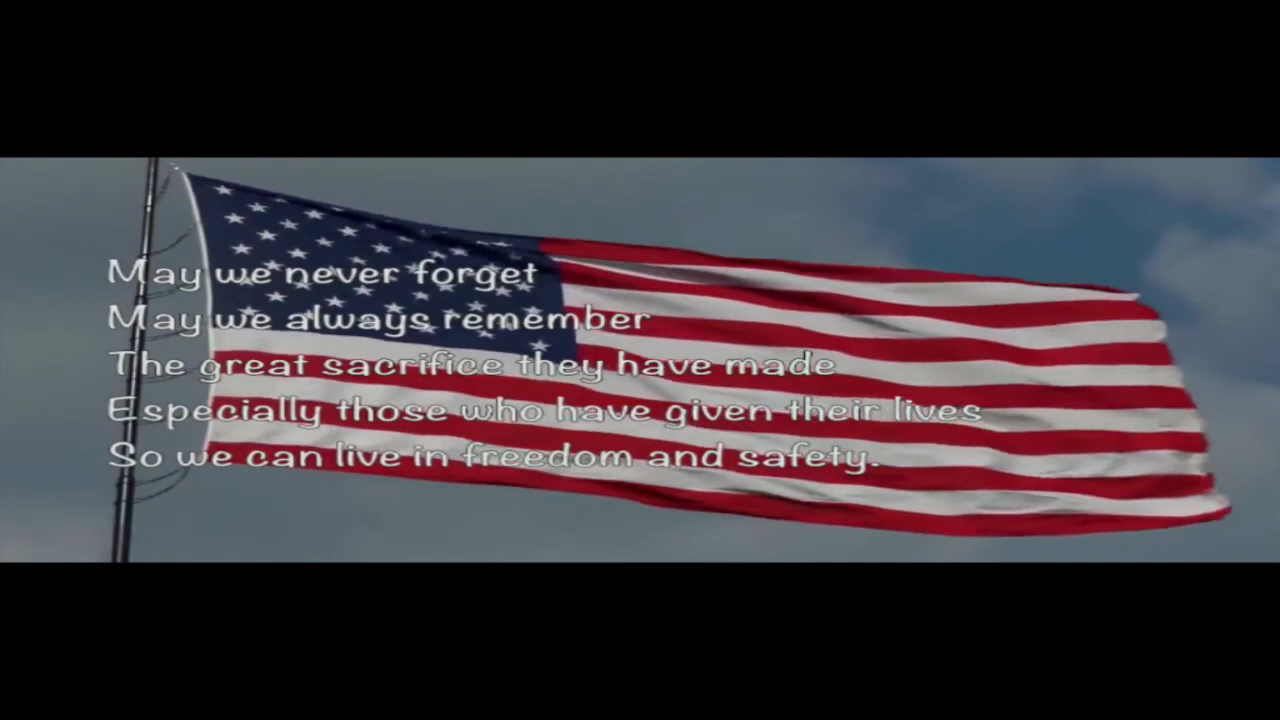 May we never forget
May we always remember
The great sacrifice they have made
Especially those who have given their lives
So we can live in freedom and safety.